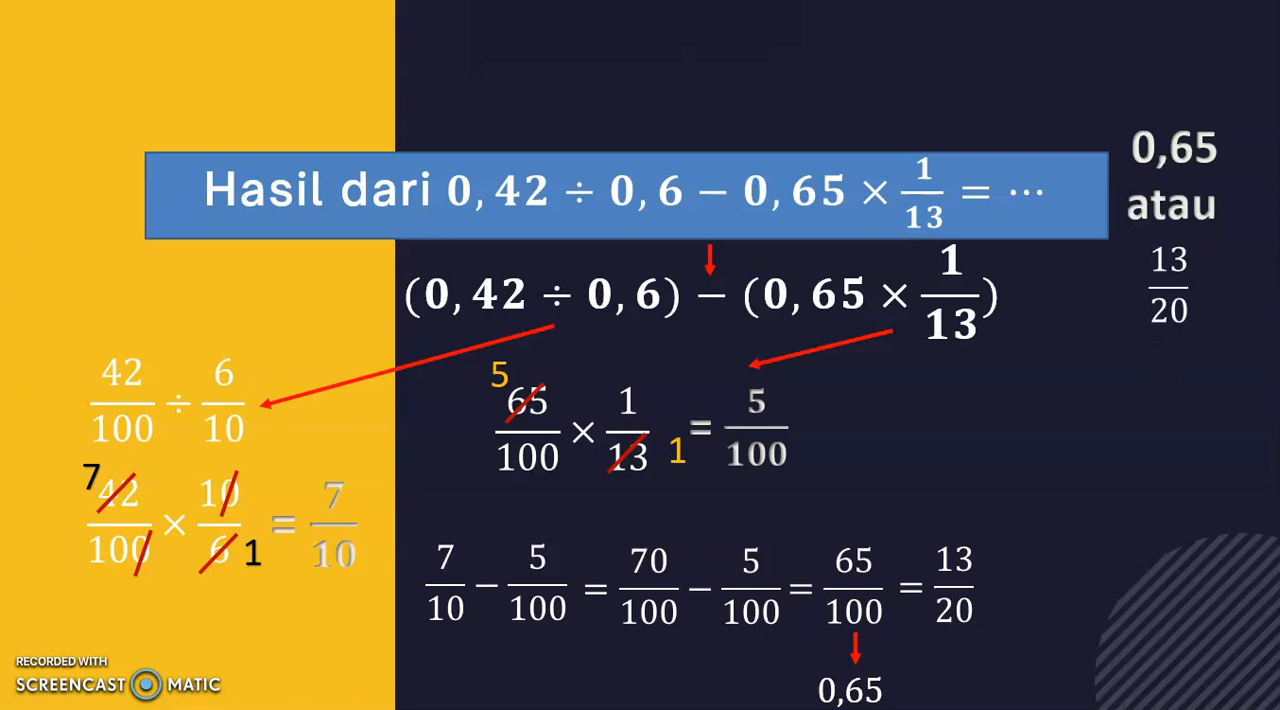 Hasil dari 0,42 ÷ 0,6 − 0,65 × 1/13 = ⋯
0,65
atau
13/20
(0,42 ÷ 0,6) − (0,65 × 1/13)
42/100 ÷ 6/10
7 42/100 × 10/6 1 = 7/10
5 65/100 × 1/13 1 = 5/100
7/10 − 5/100 = 70/100 − 5/100 = 65/100 = 13/20
0,65
RECORDED WITH
SCREENCAST MATIC